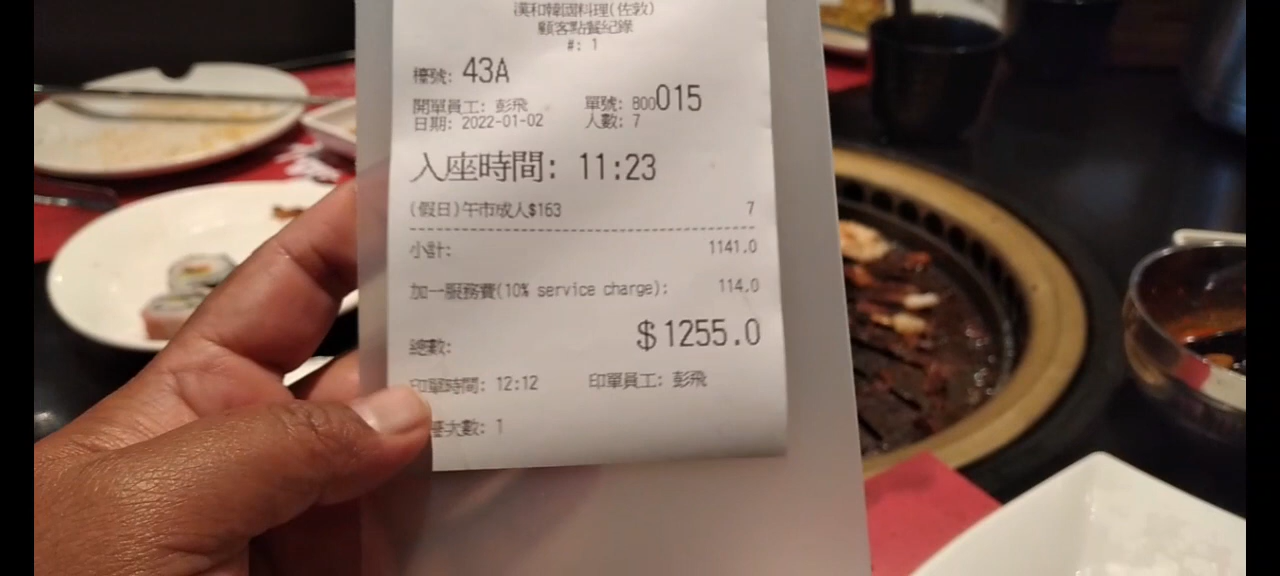 漢和韓國料理(佐敦)
顧客點餐紀錄
#: 1
檯號: 43A
開單員工: 彭飛 單號: 800015
日期: 2022-01-02 人數: 7
入座時間: 11:23
(假日)午市成人$163 7
小計: 1141.0
加一服務費(10% service charge): 114.0
總數: $1255.0
印單時間: 12:12 印單員工: 彭飛
次數: 1